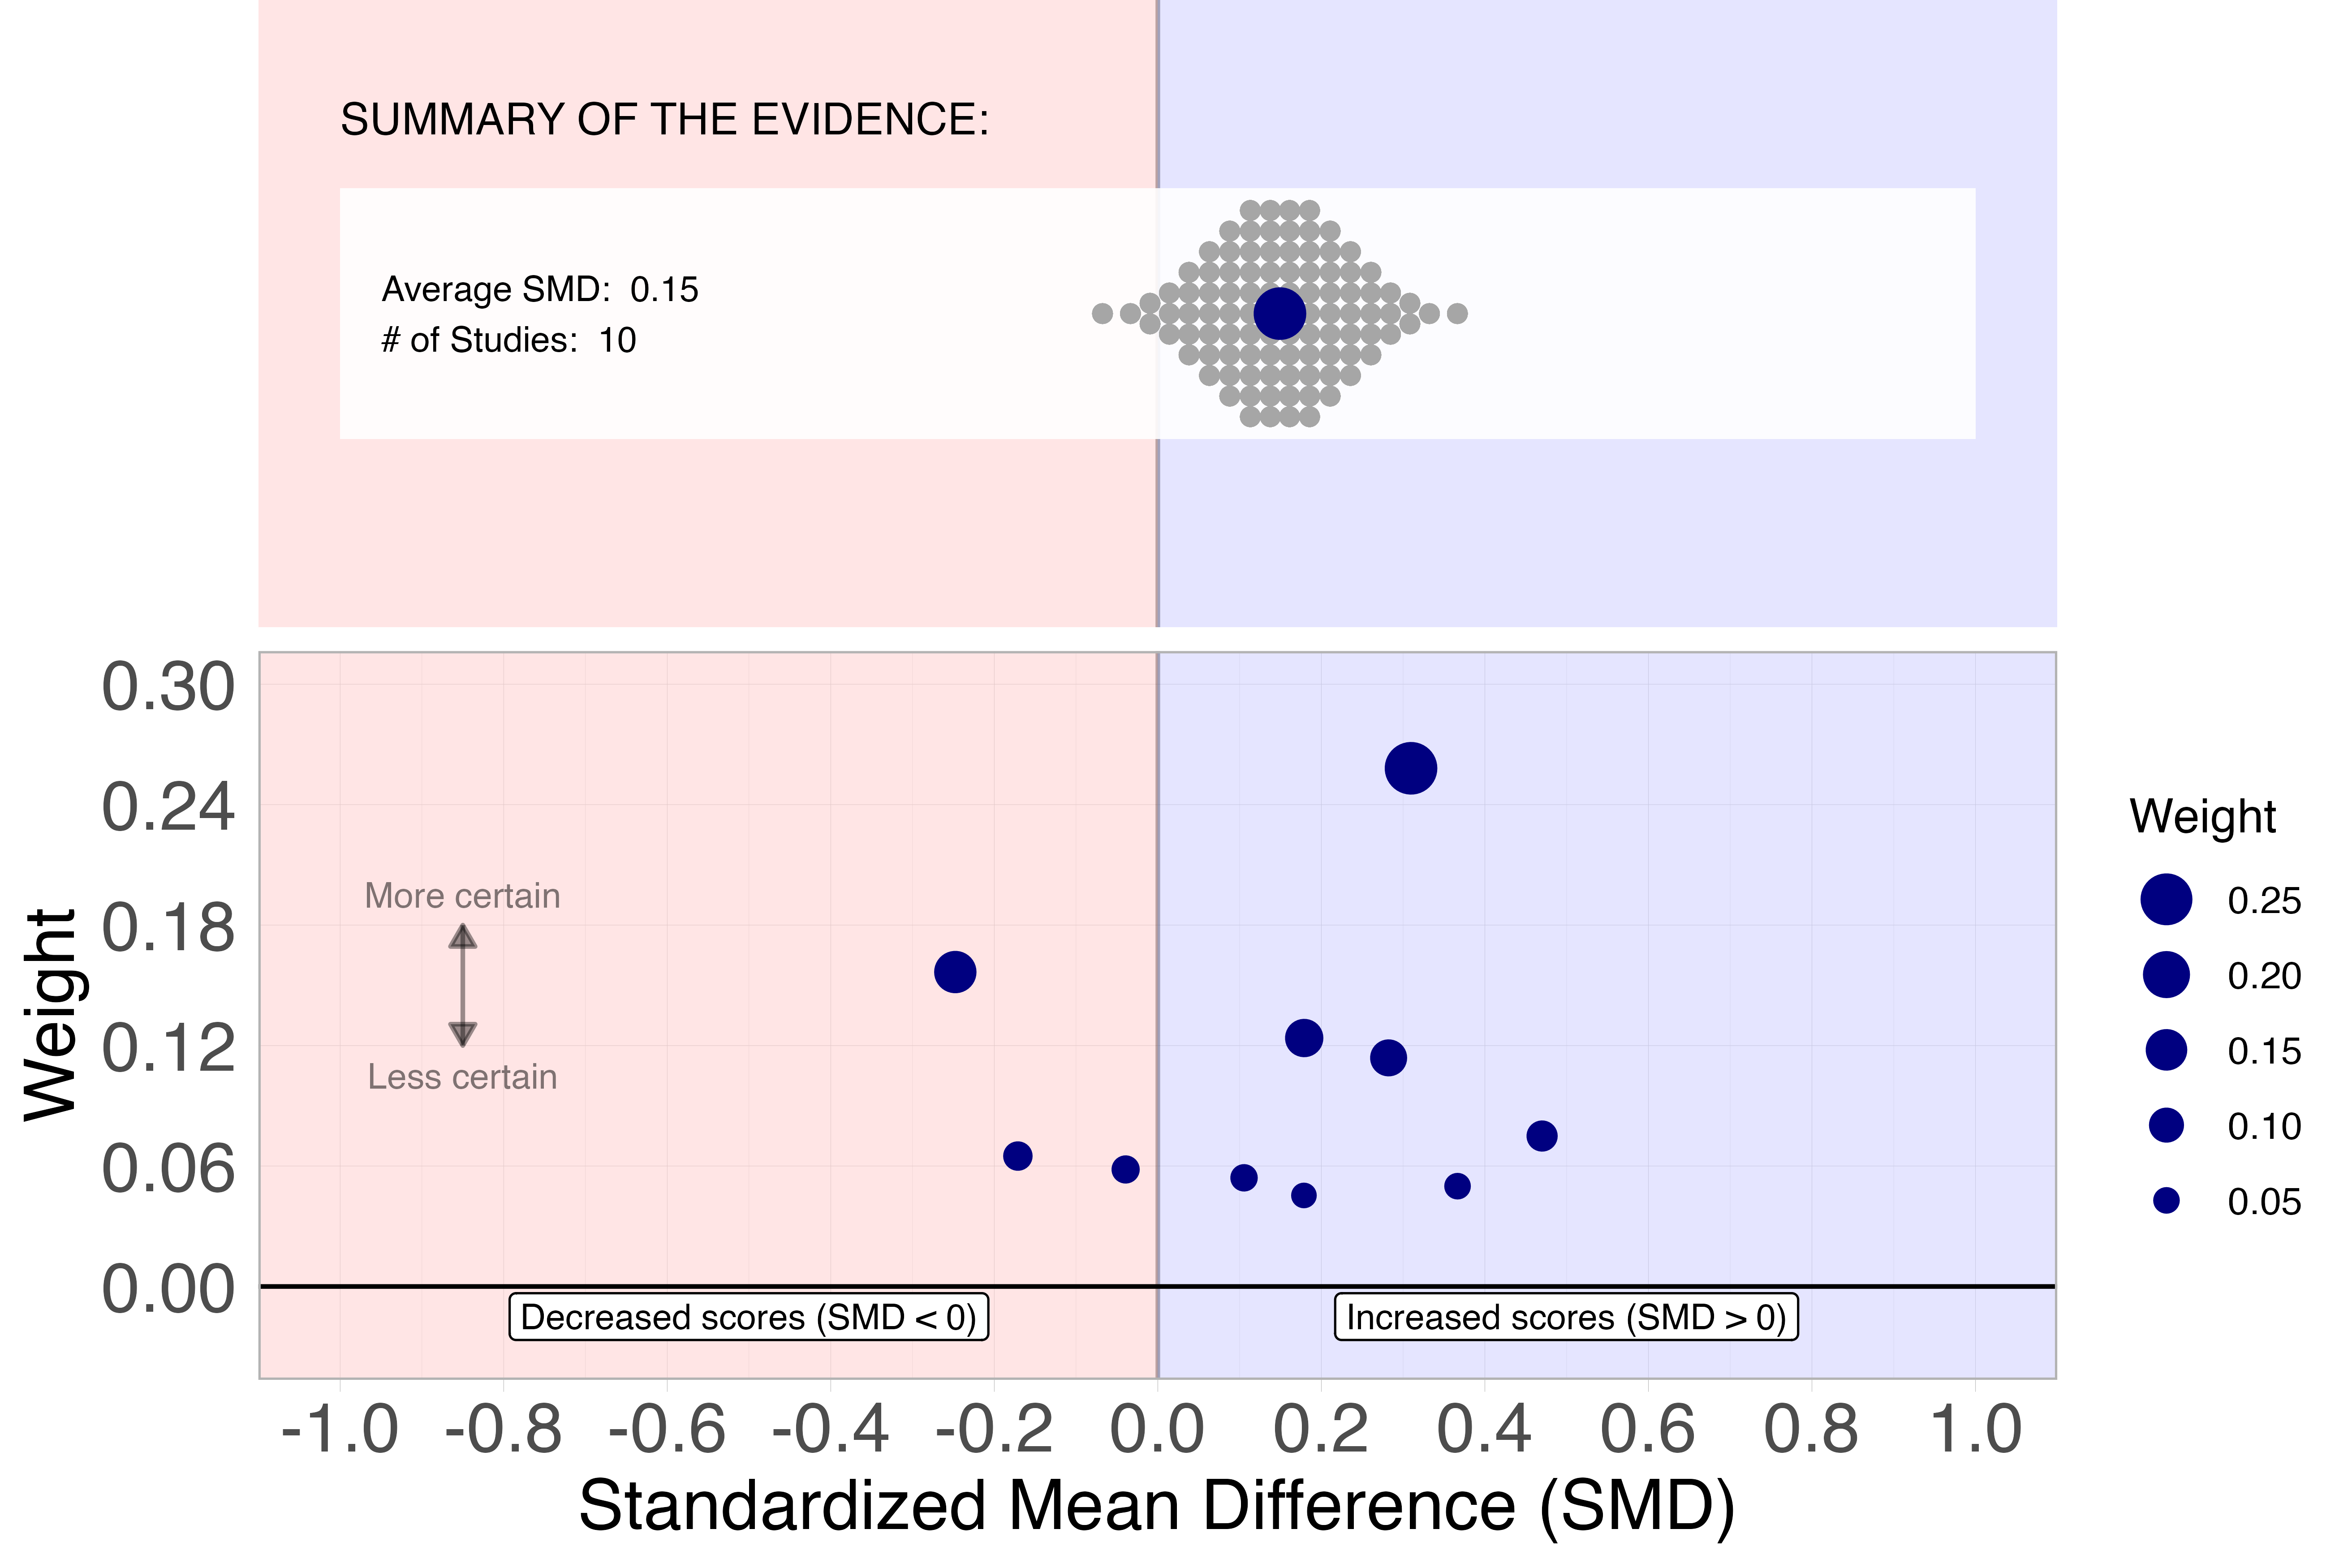 SUMMARY OF THE EVIDENCE:
Average SMD: 0.15
# of Studies: 10
0.30
0.24
0.18
0.12
0.06
0.00
Weight
More certain
Less certain
Decreased scores (SMD < 0)
Increased scores (SMD > 0)
-1.0 -0.8 -0.6 -0.4 -0.2 0.0 0.2 0.4 0.6 0.8 1.0
Standardized Mean Difference (SMD)
Weight
0.25
0.20
0.15
0.10
0.05